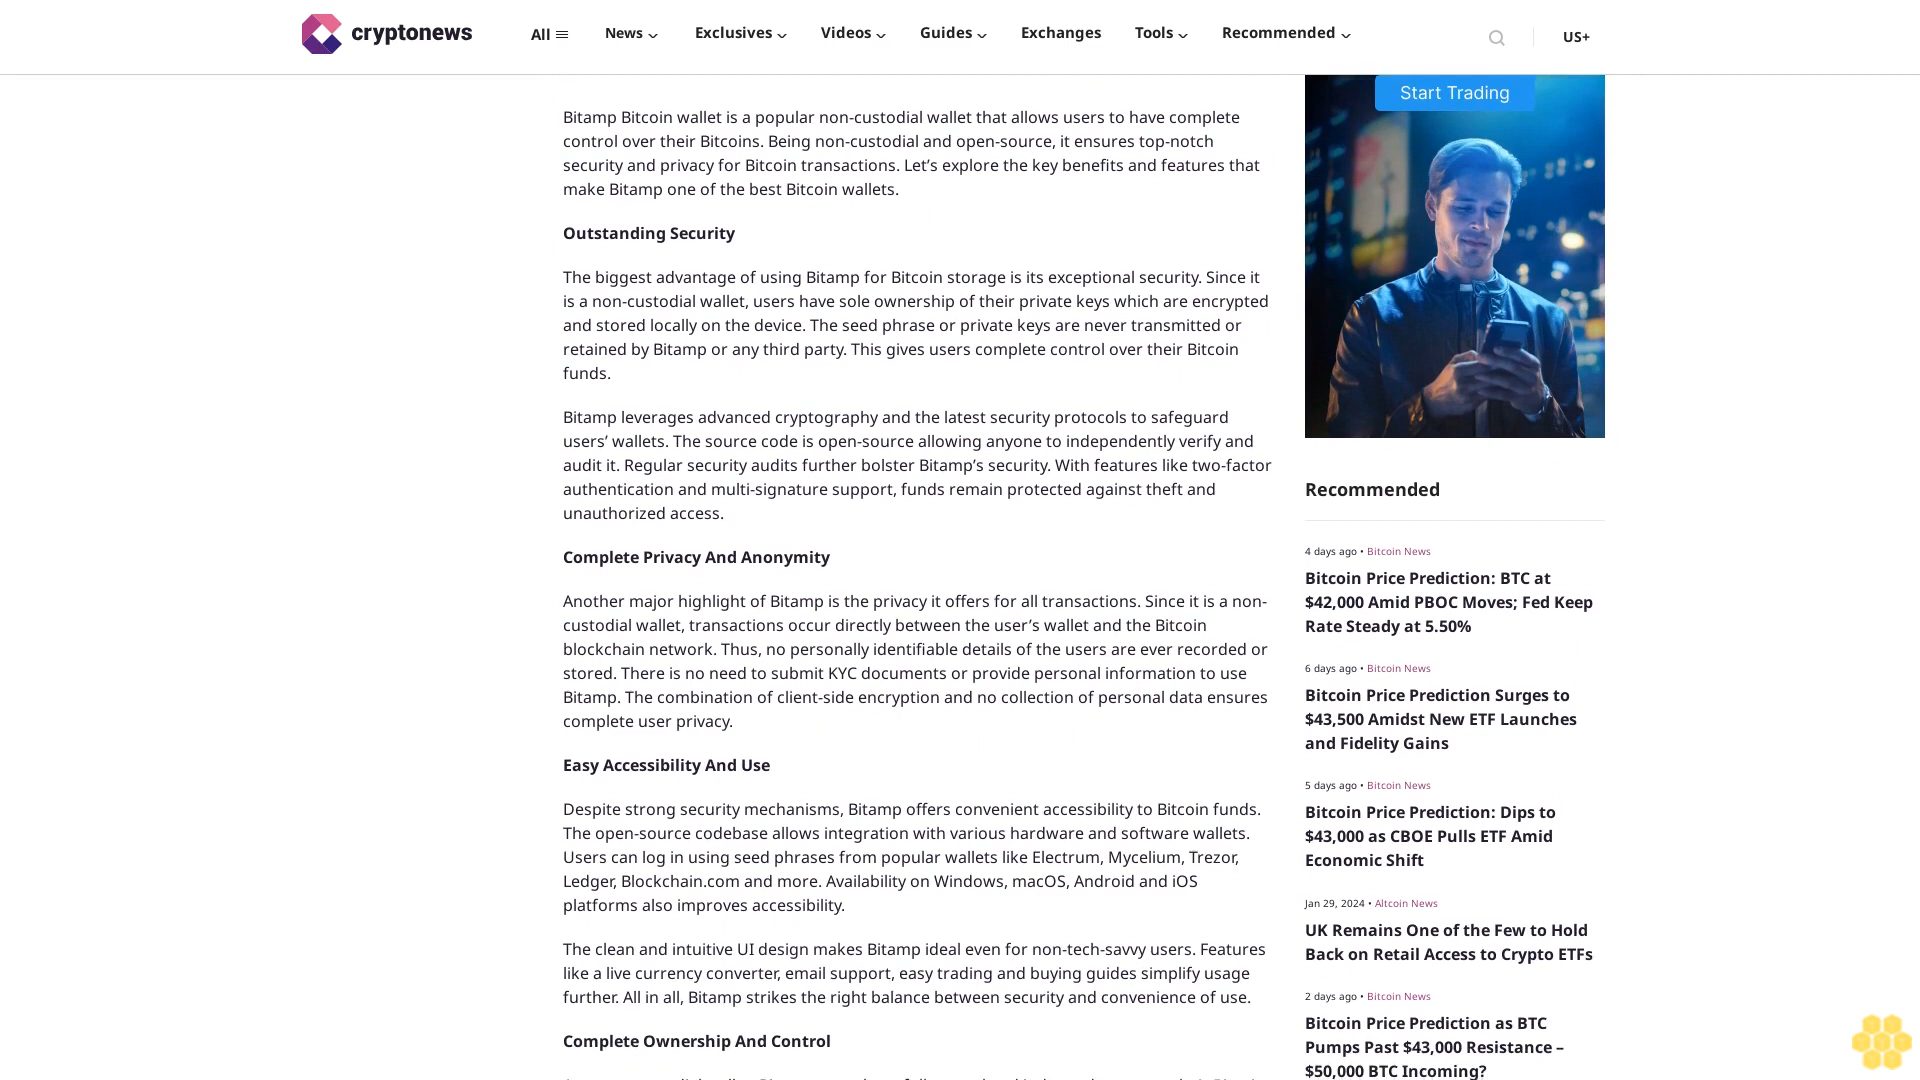 cryptonews
All
News
Exclusives
Videos
Guides
Exchanges
Tools
Recommended
US+
Start Trading
Bitamp Bitcoin wallet is a popular non-custodial wallet that allows users to have complete
control over their Bitcoins. Being non-custodial and open-source, it ensures top-notch
security and privacy for Bitcoin transactions. Let’s explore the key benefits and features that
make Bitamp one of the best Bitcoin wallets.
Outstanding Security
The biggest advantage of using Bitamp for Bitcoin storage is its exceptional security. Since it
is a non-custodial wallet, users have sole ownership of their private keys which are encrypted
and stored locally on the device. The seed phrase or private keys are never transmitted or
retained by Bitamp or any third party. This gives users complete control over their Bitcoin
funds.
Bitamp leverages advanced cryptography and the latest security protocols to safeguard
users’ wallets. The source code is open-source allowing anyone to independently verify and
audit it. Regular security audits further bolster Bitamp’s security. With features like two-factor
authentication and multi-signature support, funds remain protected against theft and
unauthorized access.
Complete Privacy And Anonymity
Another major highlight of Bitamp is the privacy it offers for all transactions. Since it is a non-
custodial wallet, transactions occur directly between the user’s wallet and the Bitcoin
blockchain network. Thus, no personally identifiable details of the users are ever recorded or
stored. There is no need to submit KYC documents or provide personal information to use
Bitamp. The combination of client-side encryption and no collection of personal data ensures
complete user privacy.
Easy Accessibility And Use
Despite strong security mechanisms, Bitamp offers convenient accessibility to Bitcoin funds.
The open-source codebase allows integration with various hardware and software wallets.
Users can log in using seed phrases from popular wallets like Electrum, Mycelium, Trezor,
Ledger, Blockchain.com and more. Availability on Windows, macOS, Android and iOS
platforms also improves accessibility.
The clean and intuitive UI design makes Bitamp ideal even for non-tech-savvy users. Features
like a live currency converter, email support, easy trading and buying guides simplify usage
further. All in all, Bitamp strikes the right balance between security and convenience of use.
Complete Ownership And Control
Recommended
4 days ago • Bitcoin News
Bitcoin Price Prediction: BTC at
$42,000 Amid PBOC Moves; Fed Keep
Rate Steady at 5.50%
6 days ago • Bitcoin News
Bitcoin Price Prediction Surges to
$43,500 Amidst New ETF Launches
and Fidelity Gains
5 days ago • Bitcoin News
Bitcoin Price Prediction: Dips to
$43,000 as CBOE Pulls ETF Amid
Economic Shift
Jan 29, 2024 • Altcoin News
UK Remains One of the Few to Hold
Back on Retail Access to Crypto ETFs
2 days ago • Bitcoin News
Bitcoin Price Prediction as BTC
Pumps Past $43,000 Resistance –
$50,000 BTC Incoming?